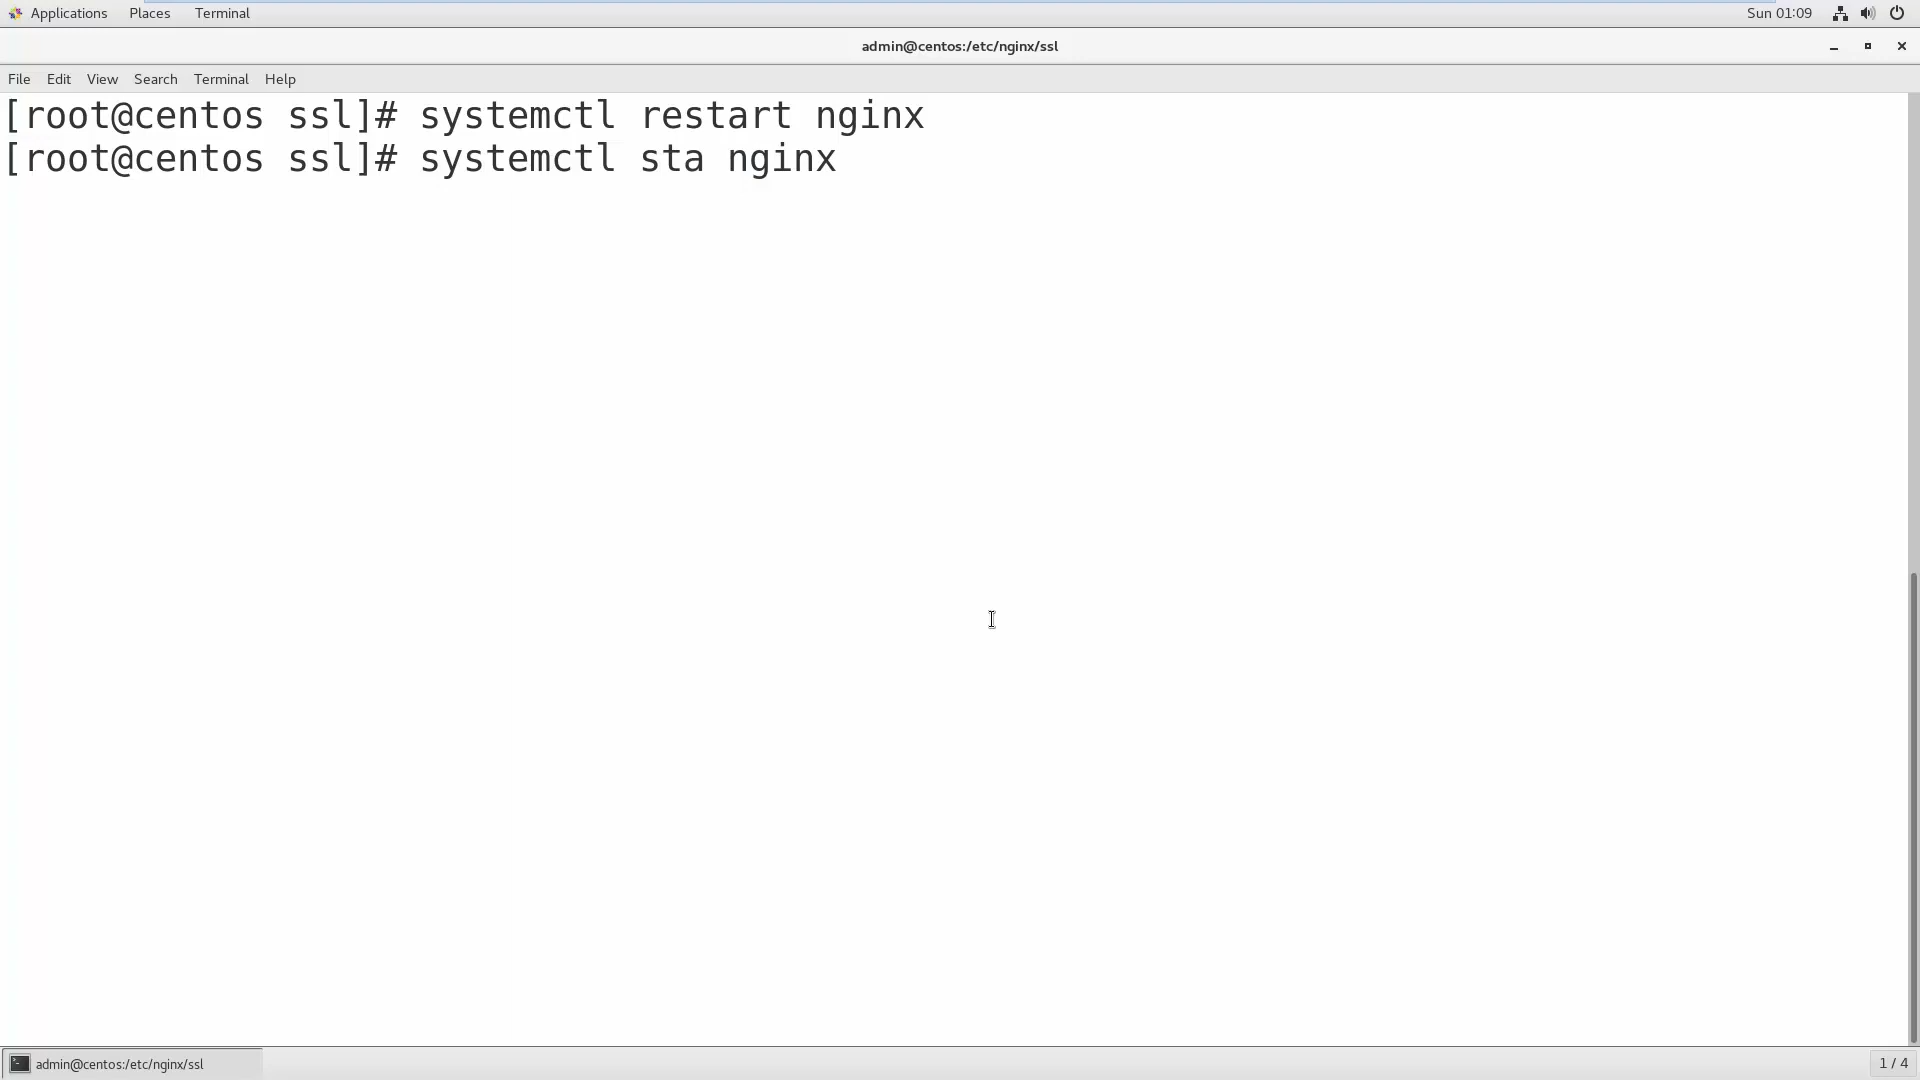 Applications Places Terminal Sun 01:09
admin@centos:/etc/nginx/ssl
File Edit View Search Terminal Help
[root@centos ssl]# systemctl restart nginx
[root@centos ssl]# systemctl sta nginx
admin@centos:/etc/nginx/ssl 1 / 4